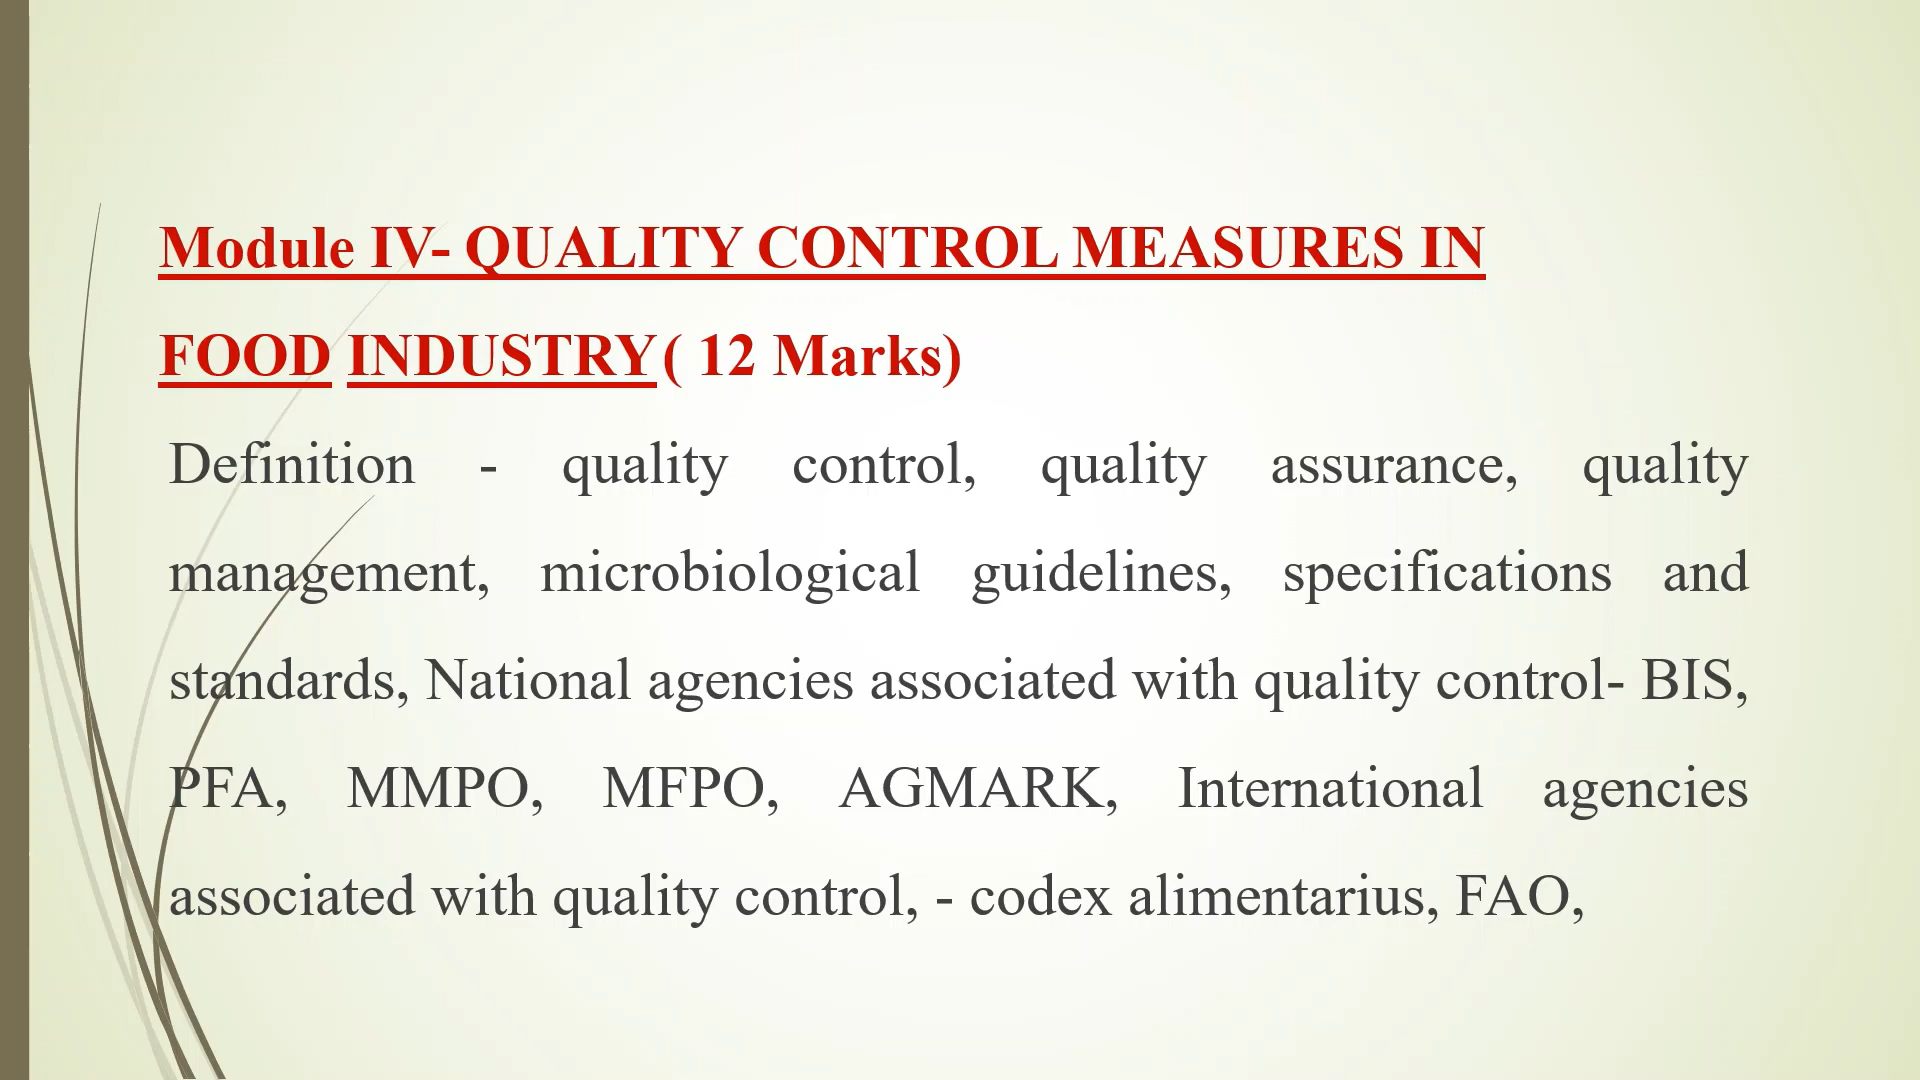 Module IV- QUALITY CONTROL MEASURES IN
FOOD INDUSTRY( 12 Marks)
Definition - quality control, quality assurance, quality
management, microbiological guidelines, specifications and
standards, National agencies associated with quality control- BIS,
PFA, MMPO, MFPO, AGMARK, International agencies
associated with quality control, - codex alimentarius, FAO,